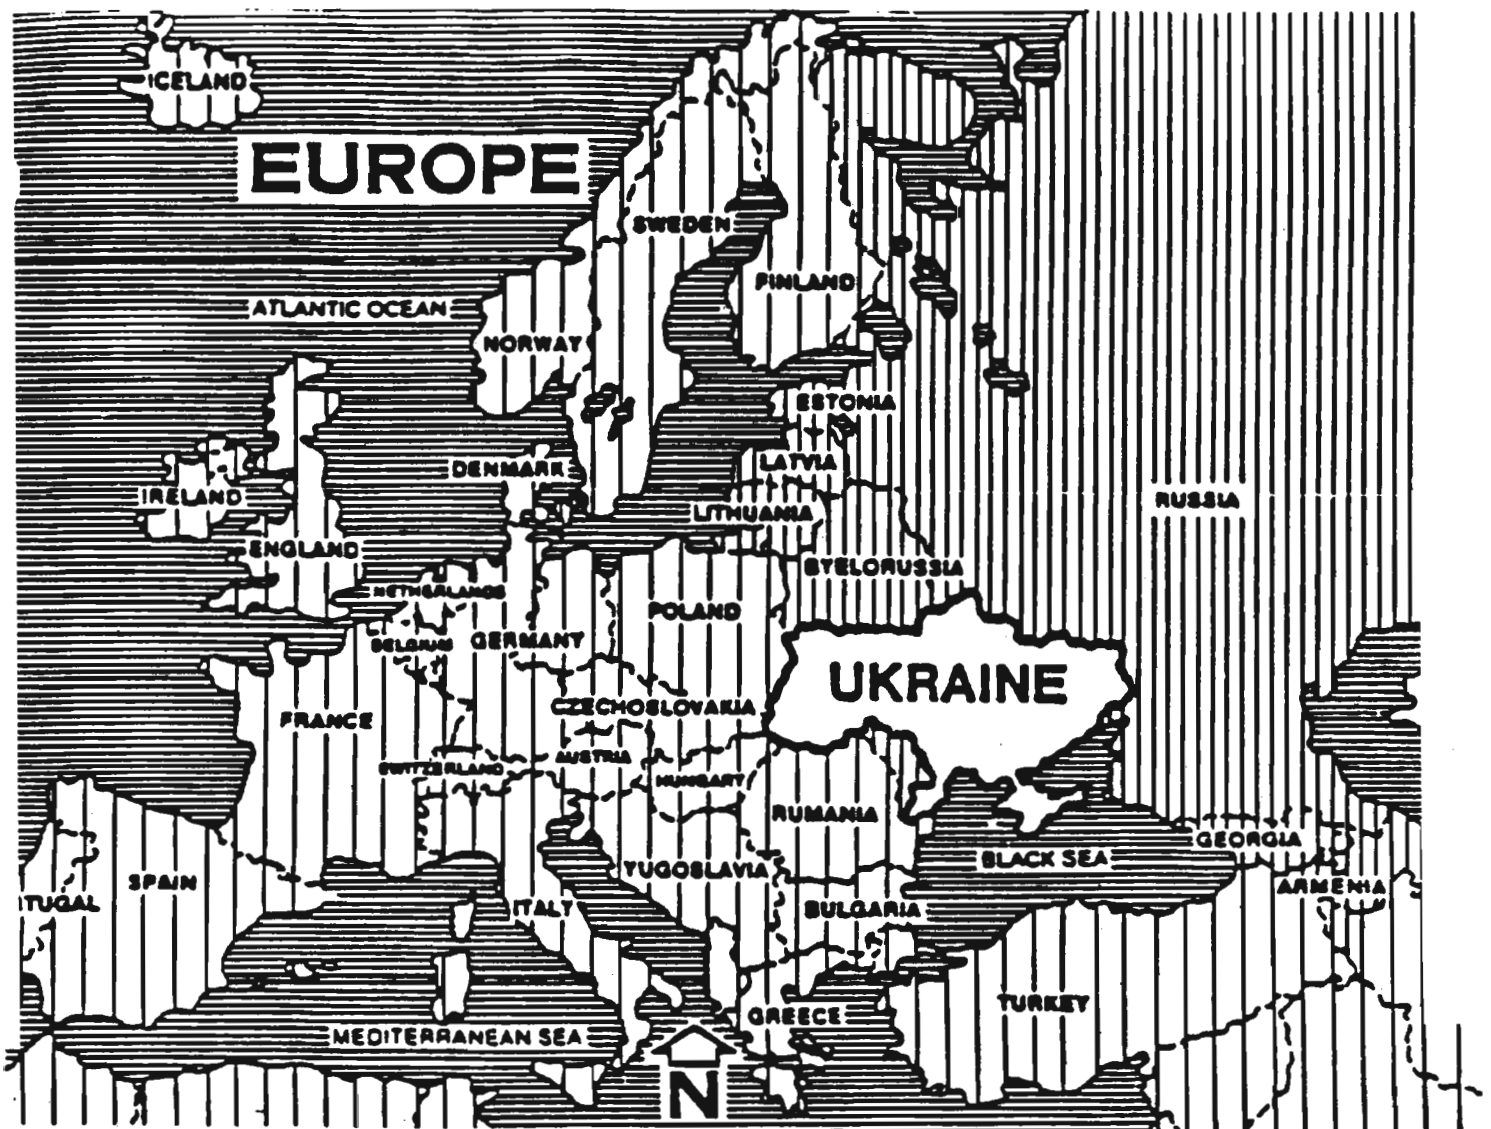 ICELAND
EUROPE
SWEDEN
FINLAND
ATLANTIC OCEAN
NORWAY
ESTONIA
LATVIA
DENMARK
IRELAND
RUSSIA
LITHUANIA
ENGLAND
BYELORUSSIA
NETHERLANDS
POLAND
GERMANY
BELGIUM
UKRAINE
CZECHOSLOVAKIA
FRANCE
AUSTRIA
SWITZERLAND
HUNGARY
RUMANIA
GEORGIA
BLACK SEA
YUGOSLAVIA
SPAIN
ARMENIA
TUGAL
ITALY
BULGARIA
TURKEY
GREECE
MEDITERRANEAN SEA
N